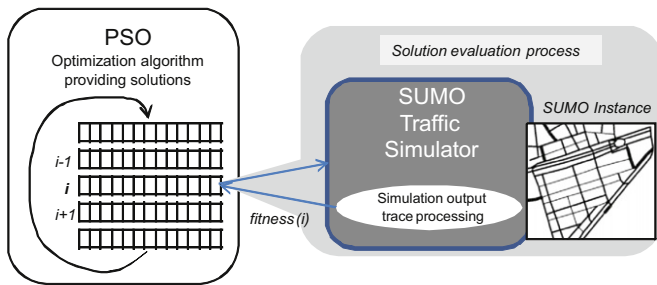 PSO
Optimization algorithm
providing solutions
i-1
i
i+1
fitness(i)
Solution evaluation process
SUMO
Traffic
Simulator
Simulation output
trace processing
SUMO Instance